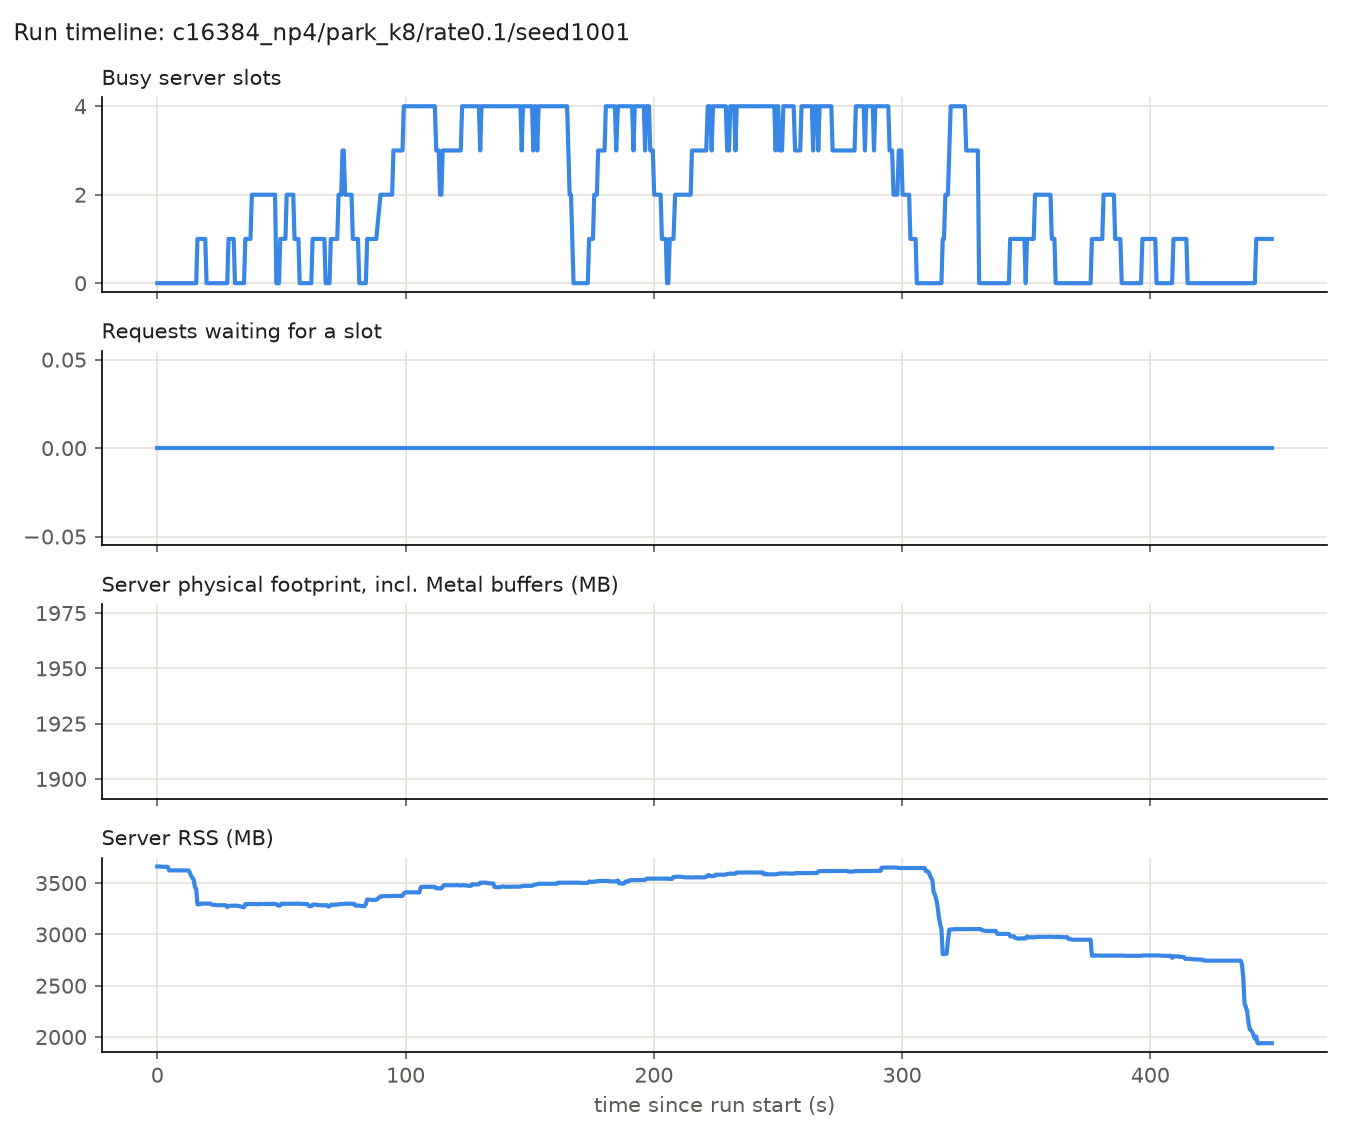 Run timeline: c16384_np4/park_k8/rate0.1/seed1001
Busy server slots
4
2
0
Requests waiting for a slot
0.05
0.00
−0.05
Server physical footprint, incl. Metal buffers (MB)
1975
1950
1925
1900
Server RSS (MB)
3500
3000
2500
2000
0 100 200 300 400
time since run start (s)